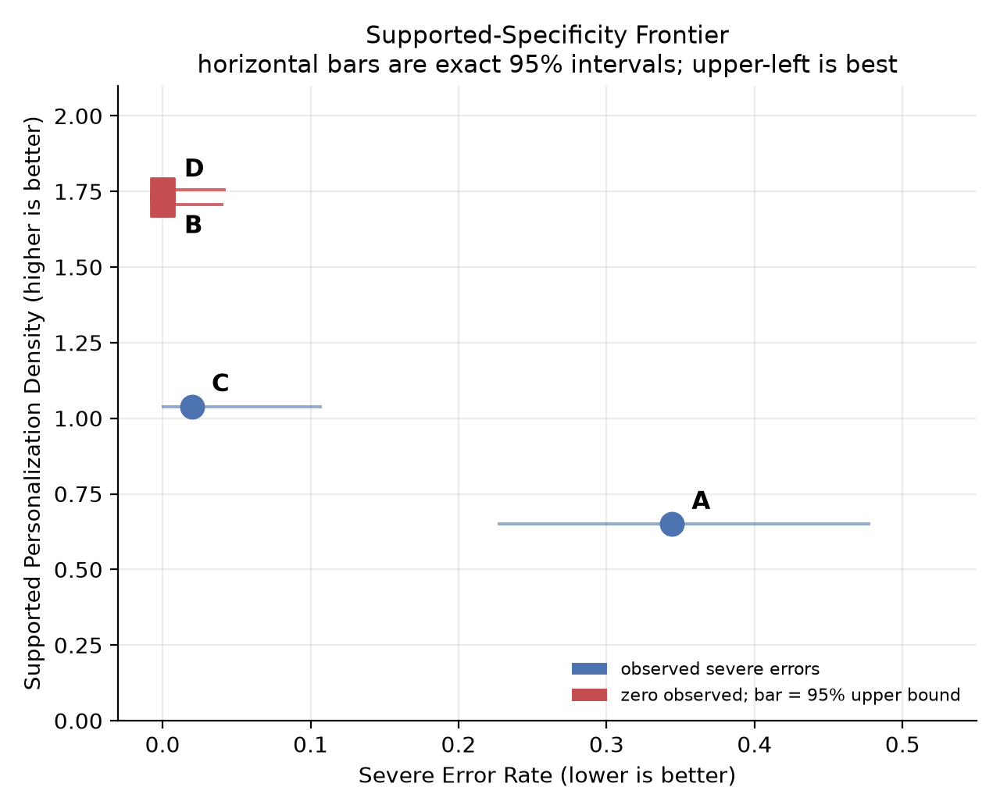 Supported-Specificity Frontier
horizontal bars are exact 95% intervals; upper-left is best
Supported Personalization Density (higher is better)
2.00
1.75
1.50
1.25
1.00
0.75
0.50
0.25
0.00
D
B
C
A
observed severe errors
zero observed; bar = 95% upper bound
0.0 0.1 0.2 0.3 0.4 0.5
Severe Error Rate (lower is better)